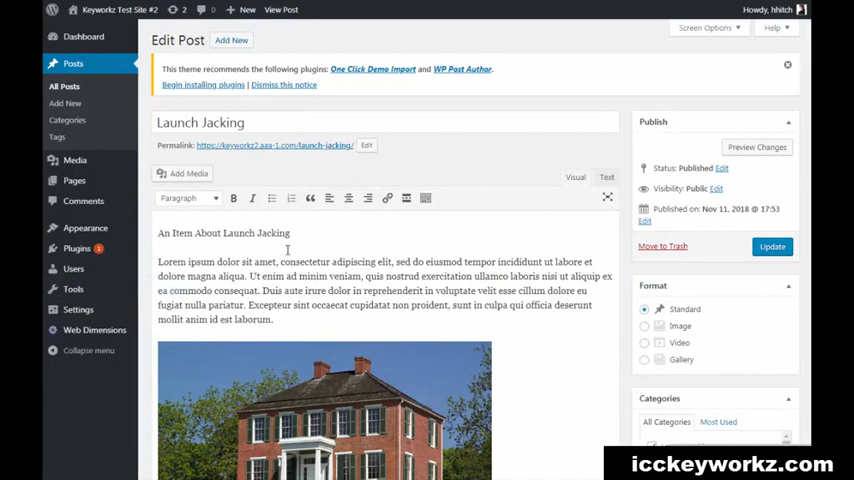 Keyworkz Test Site #2 2 0 New View Post Howdy, hhitch
Dashboard
Posts
All Posts
Add New
Categories
Tags
Media
Pages
Comments
Appearance
Plugins 1
Users
Tools
Settings
Web Dimensions
Collapse menu
Screen Options Help
Edit Post Add New
This theme recommends the following plugins: One Click Demo Import and WP Post Author.
Begin installing plugins | Dismiss this notice
Launch Jacking
Permalink: https://keyworkz2.aaa-1.com/launch-jacking/ Edit
Add Media
Visual Text
Paragraph
An Item About Launch Jacking
Lorem ipsum dolor sit amet, consectetur adipiscing elit, sed do eiusmod tempor incididunt ut labore et
dolore magna aliqua. Ut enim ad minim veniam, quis nostrud exercitation ullamco laboris nisi ut aliquip ex
ea commodo consequat. Duis aute irure dolor in reprehenderit in voluptate velit esse cillum dolore eu
fugiat nulla pariatur. Excepteur sint occaecat cupidatat non proident, sunt in culpa qui officia deserunt
mollit anim id est laborum.
Publish
Preview Changes
Status: Published Edit
Visibility: Public Edit
Published on: Nov 11, 2018 @ 17:53
Edit
Move to Trash Update
Format
Standard
Image
Video
Gallery
Categories
All Categories Most Used
icckeyworkz.com